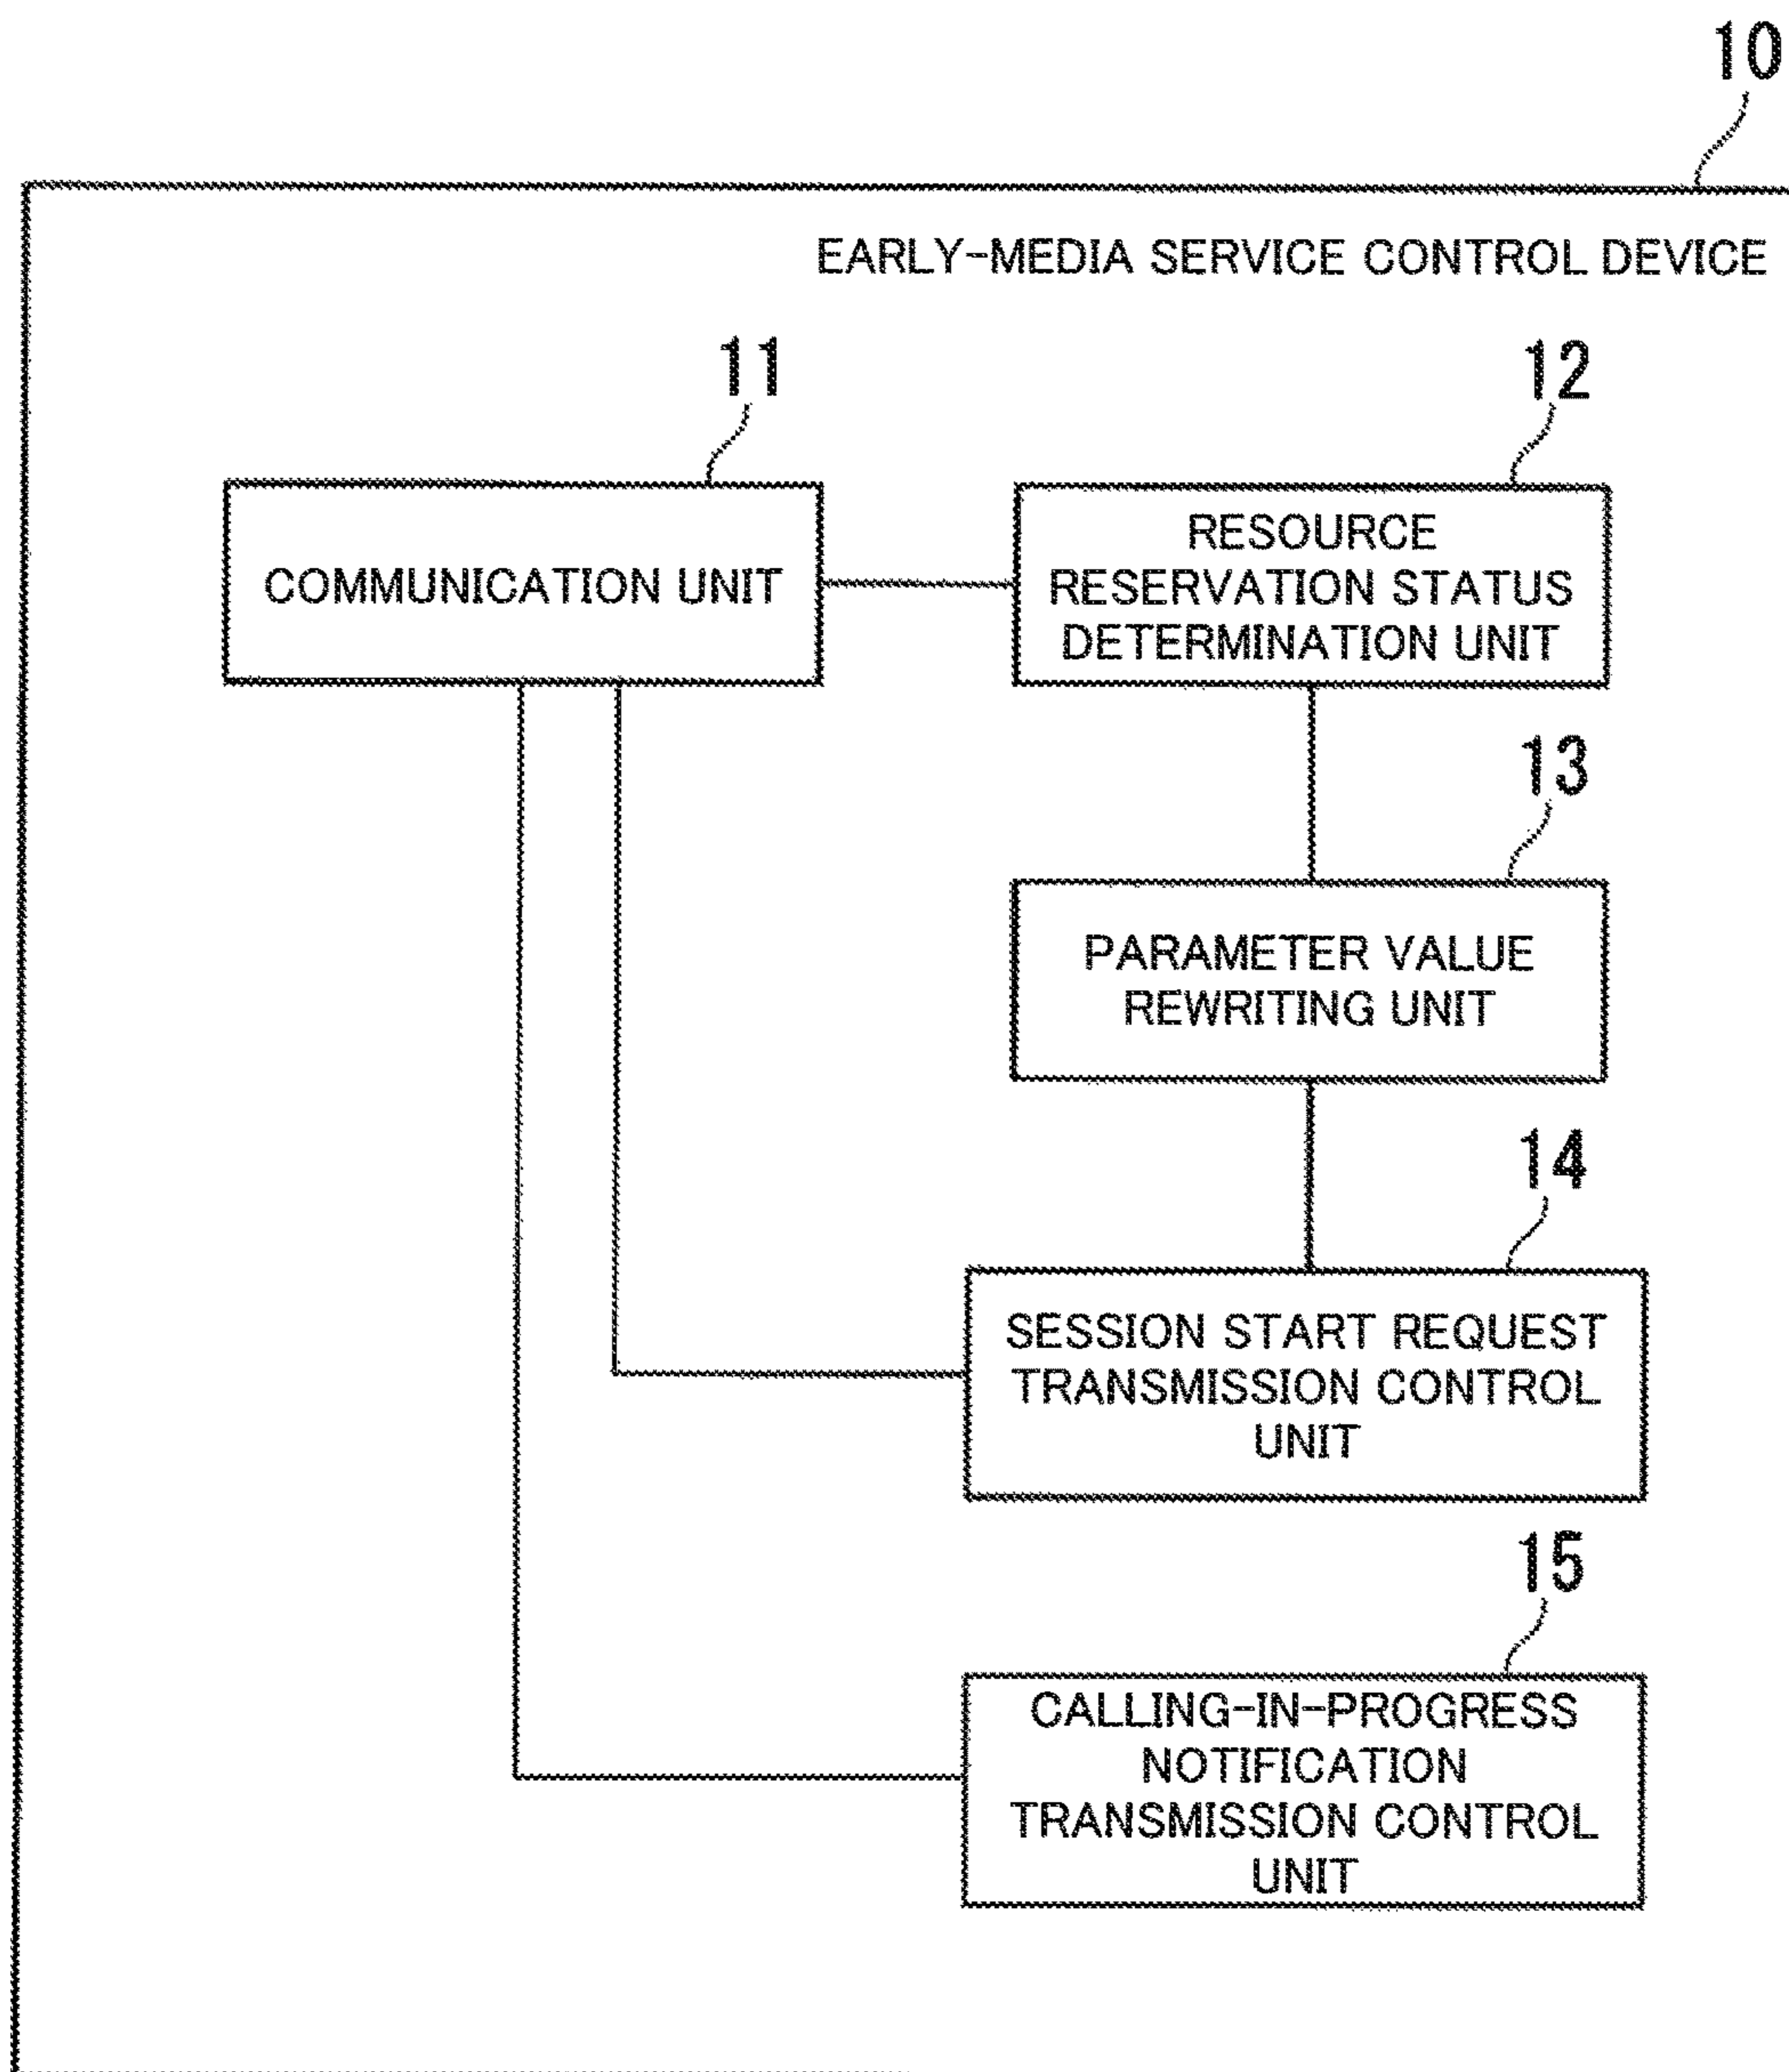 10
EARLY-MEDIA SERVICE CONTROL DEVICE
11
12
COMMUNICATION UNIT
RESOURCE
RESERVATION STATUS
DETERMINATION UNIT
13
PARAMETER VALUE
REWRITING UNIT
14
SESSION START REQUEST
TRANSMISSION CONTROL
UNIT
15
CALLING-IN-PROGRESS
NOTIFICATION
TRANSMISSION CONTROL
UNIT